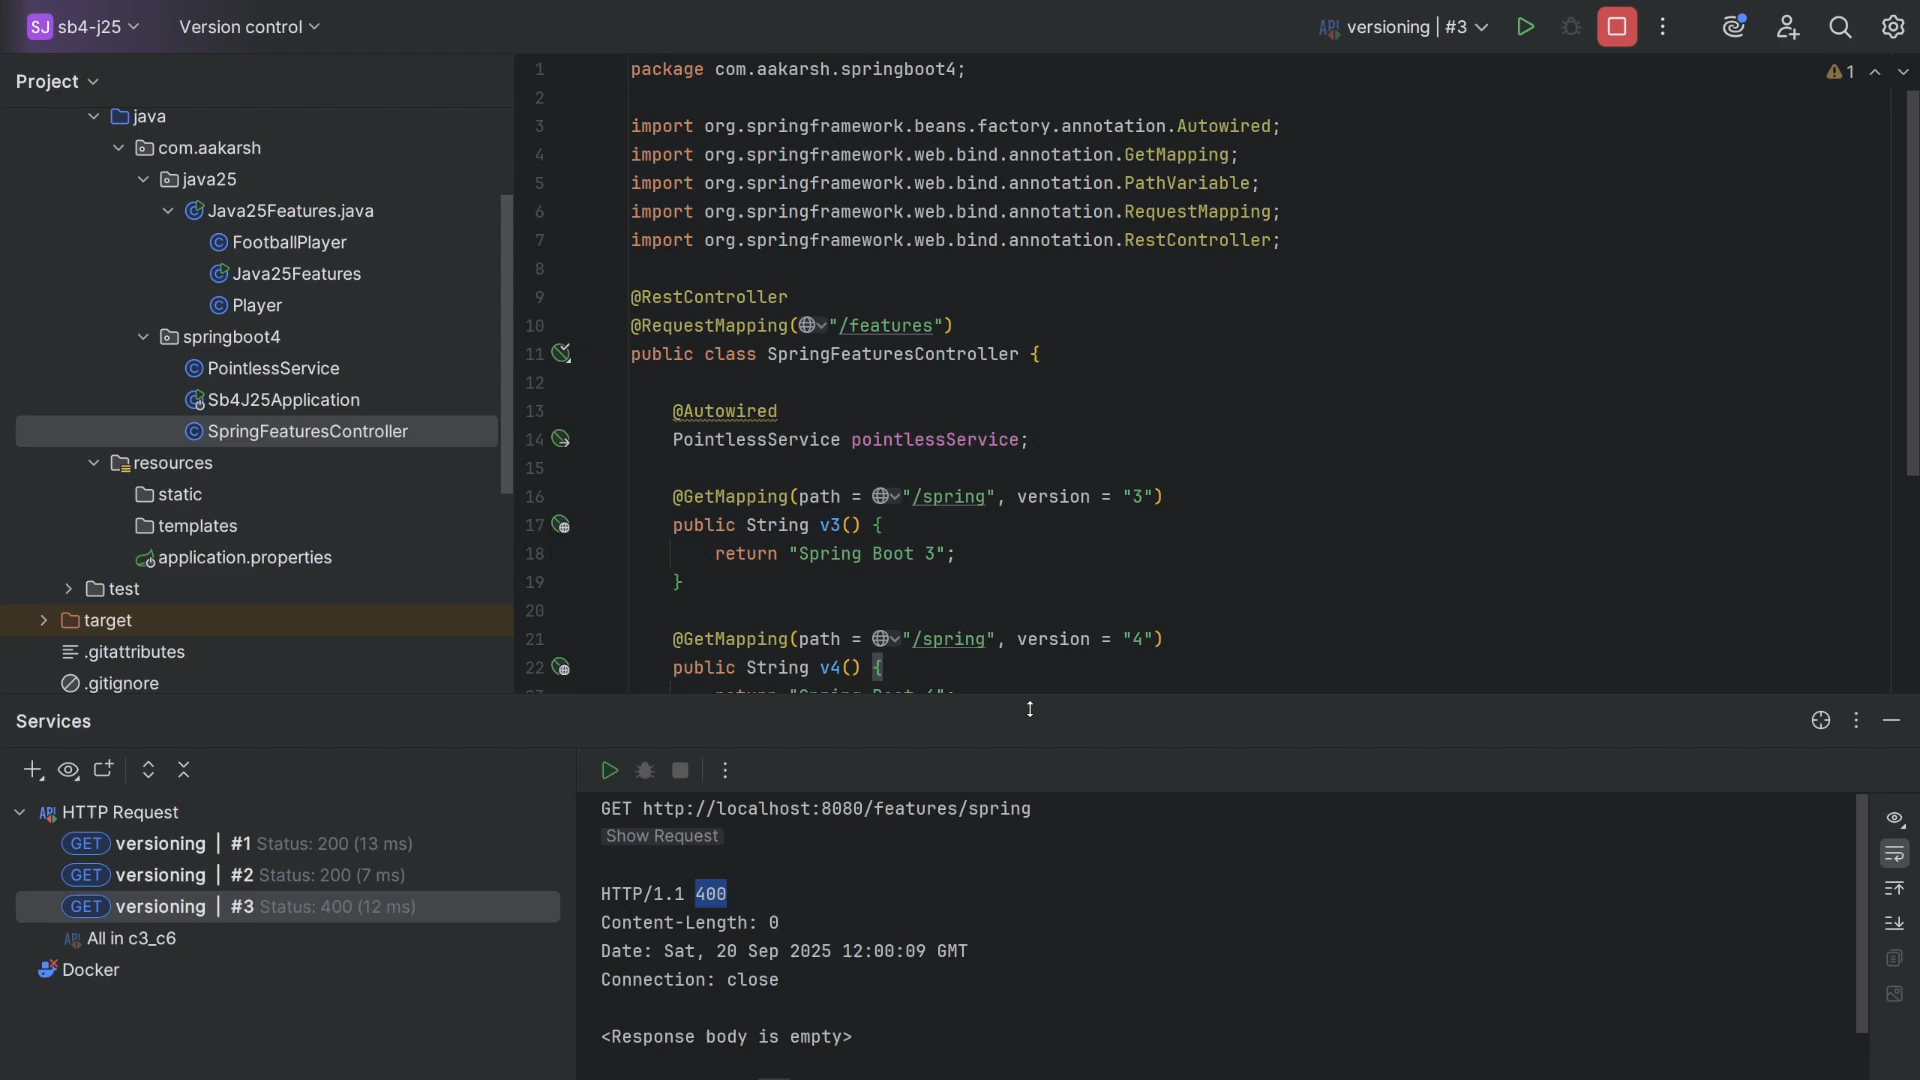 SJ sb4-j25
Version control
versioning | #3
Project
java
com.aakarsh
java25
Java25Features.java
FootballPlayer
Java25Features
Player
springboot4
PointlessService
Sb4J25Application
SpringFeaturesController
resources
static
templates
application.properties
test
target
.gitattributes
.gitignore
1
1 package com.aakarsh.springboot4;
2
3 import org.springframework.beans.factory.annotation.Autowired;
4 import org.springframework.web.bind.annotation.GetMapping;
5 import org.springframework.web.bind.annotation.PathVariable;
6 import org.springframework.web.bind.annotation.RequestMapping;
7 import org.springframework.web.bind.annotation.RestController;
8
9 @RestController
10 @RequestMapping("/features")
11 public class SpringFeaturesController {
12
13 @Autowired
14 PointlessService pointlessService;
15
16 @GetMapping(path = "/spring", version = "3")
17 public String v3() {
18 return "Spring Boot 3";
19 }
20
21 @GetMapping(path = "/spring", version = "4")
22 public String v4() {
Services
HTTP Request
GET versioning | #1 Status: 200 (13 ms)
GET versioning | #2 Status: 200 (7 ms)
GET versioning | #3 Status: 400 (12 ms)
API All in c3_c6
Docker
GET http://localhost:8080/features/spring
Show Request
HTTP/1.1 400
Content-Length: 0
Date: Sat, 20 Sep 2025 12:00:09 GMT
Connection: close
<Response body is empty>